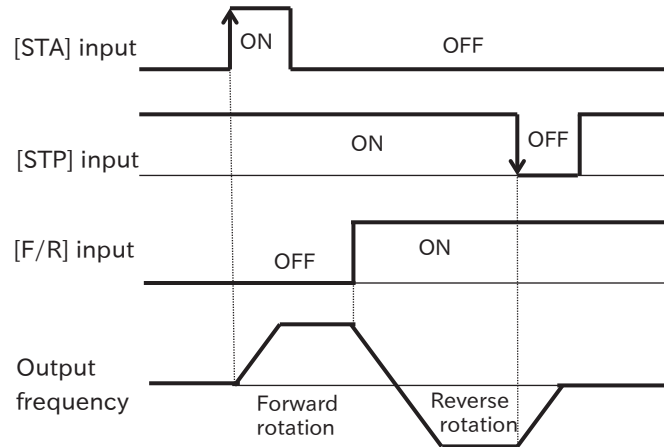 [STA] input
ON
OFF
[STP] input
ON
OFF
[F/R] input
OFF
ON
Output
frequency
Forward
rotation
Reverse
rotation